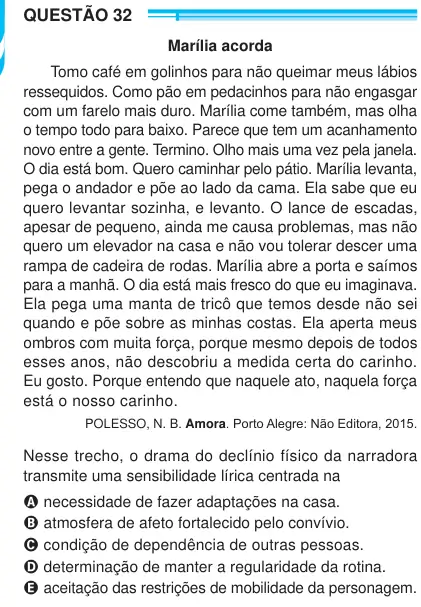 QUESTÃO 32
Marília acorda
Tomo café em golinhos para não queimar meus lábios
ressequidos. Como pão em pedacinhos para não engasgar
com um farelo mais duro. Marília come também, mas olha
o tempo todo para baixo. Parece que tem um acanhamento
novo entre a gente. Termino. Olho mais uma vez pela janela.
O dia está bom. Quero caminhar pelo pátio. Marília levanta,
pega o andador e põe ao lado da cama. Ela sabe que eu
quero levantar sozinha, e levanto. O lance de escadas,
apesar de pequeno, ainda me causa problemas, mas não
quero um elevador na casa e não vou tolerar descer uma
rampa de cadeira de rodas. Marília abre a porta e saímos
para a manhã. O dia está mais fresco do que eu imaginava.
Ela pega uma manta de tricô que temos desde não sei
quando e põe sobre as minhas costas. Ela aperta meus
ombros com muita força, porque mesmo depois de todos
esses anos, não descobriu a medida certa do carinho.
Eu gosto. Porque entendo que naquele ato, naquela força
está o nosso carinho.
POLESSO, N. B. Amora. Porto Alegre: Não Editora, 2015.
Nesse trecho, o drama do declínio físico da narradora
transmite uma sensibilidade lírica centrada na
A necessidade de fazer adaptações na casa.
B atmosfera de afeto fortalecido pelo convívio.
C condição de dependência de outras pessoas.
D determinação de manter a regularidade da rotina.
E aceitação das restrições de mobilidade da personagem.